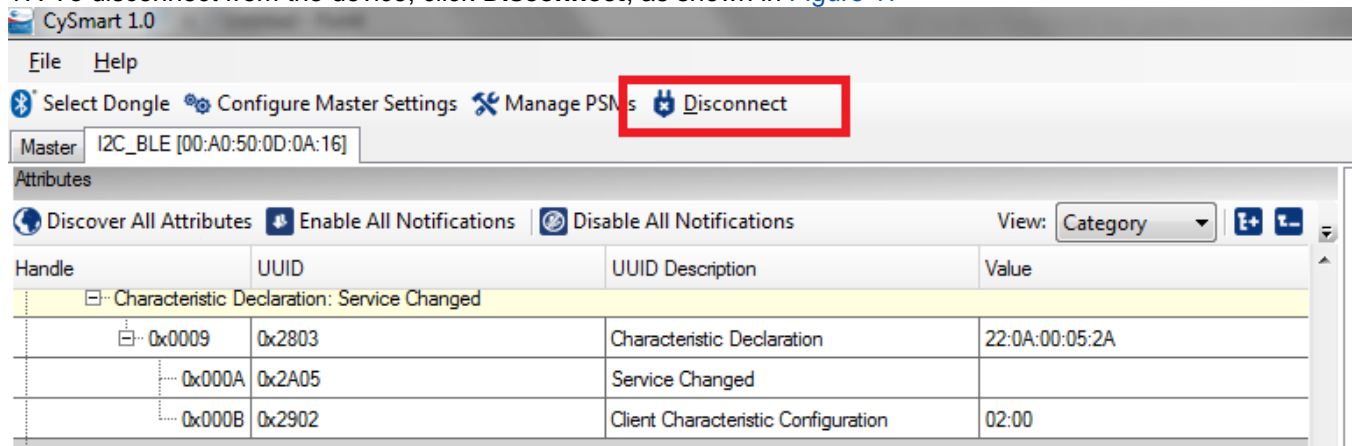 CySmart 1.0
File Help
Select Dongle Configure Master Settings Manage PSMs Disconnect
Master I2C_BLE [00:A0:50:0D:0A:16]
Attributes
Discover All Attributes Enable All Notifications Disable All Notifications View: Category
Handle UUID UUID Description Value
Characteristic Declaration: Service Changed
0x0009 0x2803 Characteristic Declaration 22:0A:00:05:2A
0x000A 0x2A05 Service Changed
0x000B 0x2902 Client Characteristic Configuration 02:00